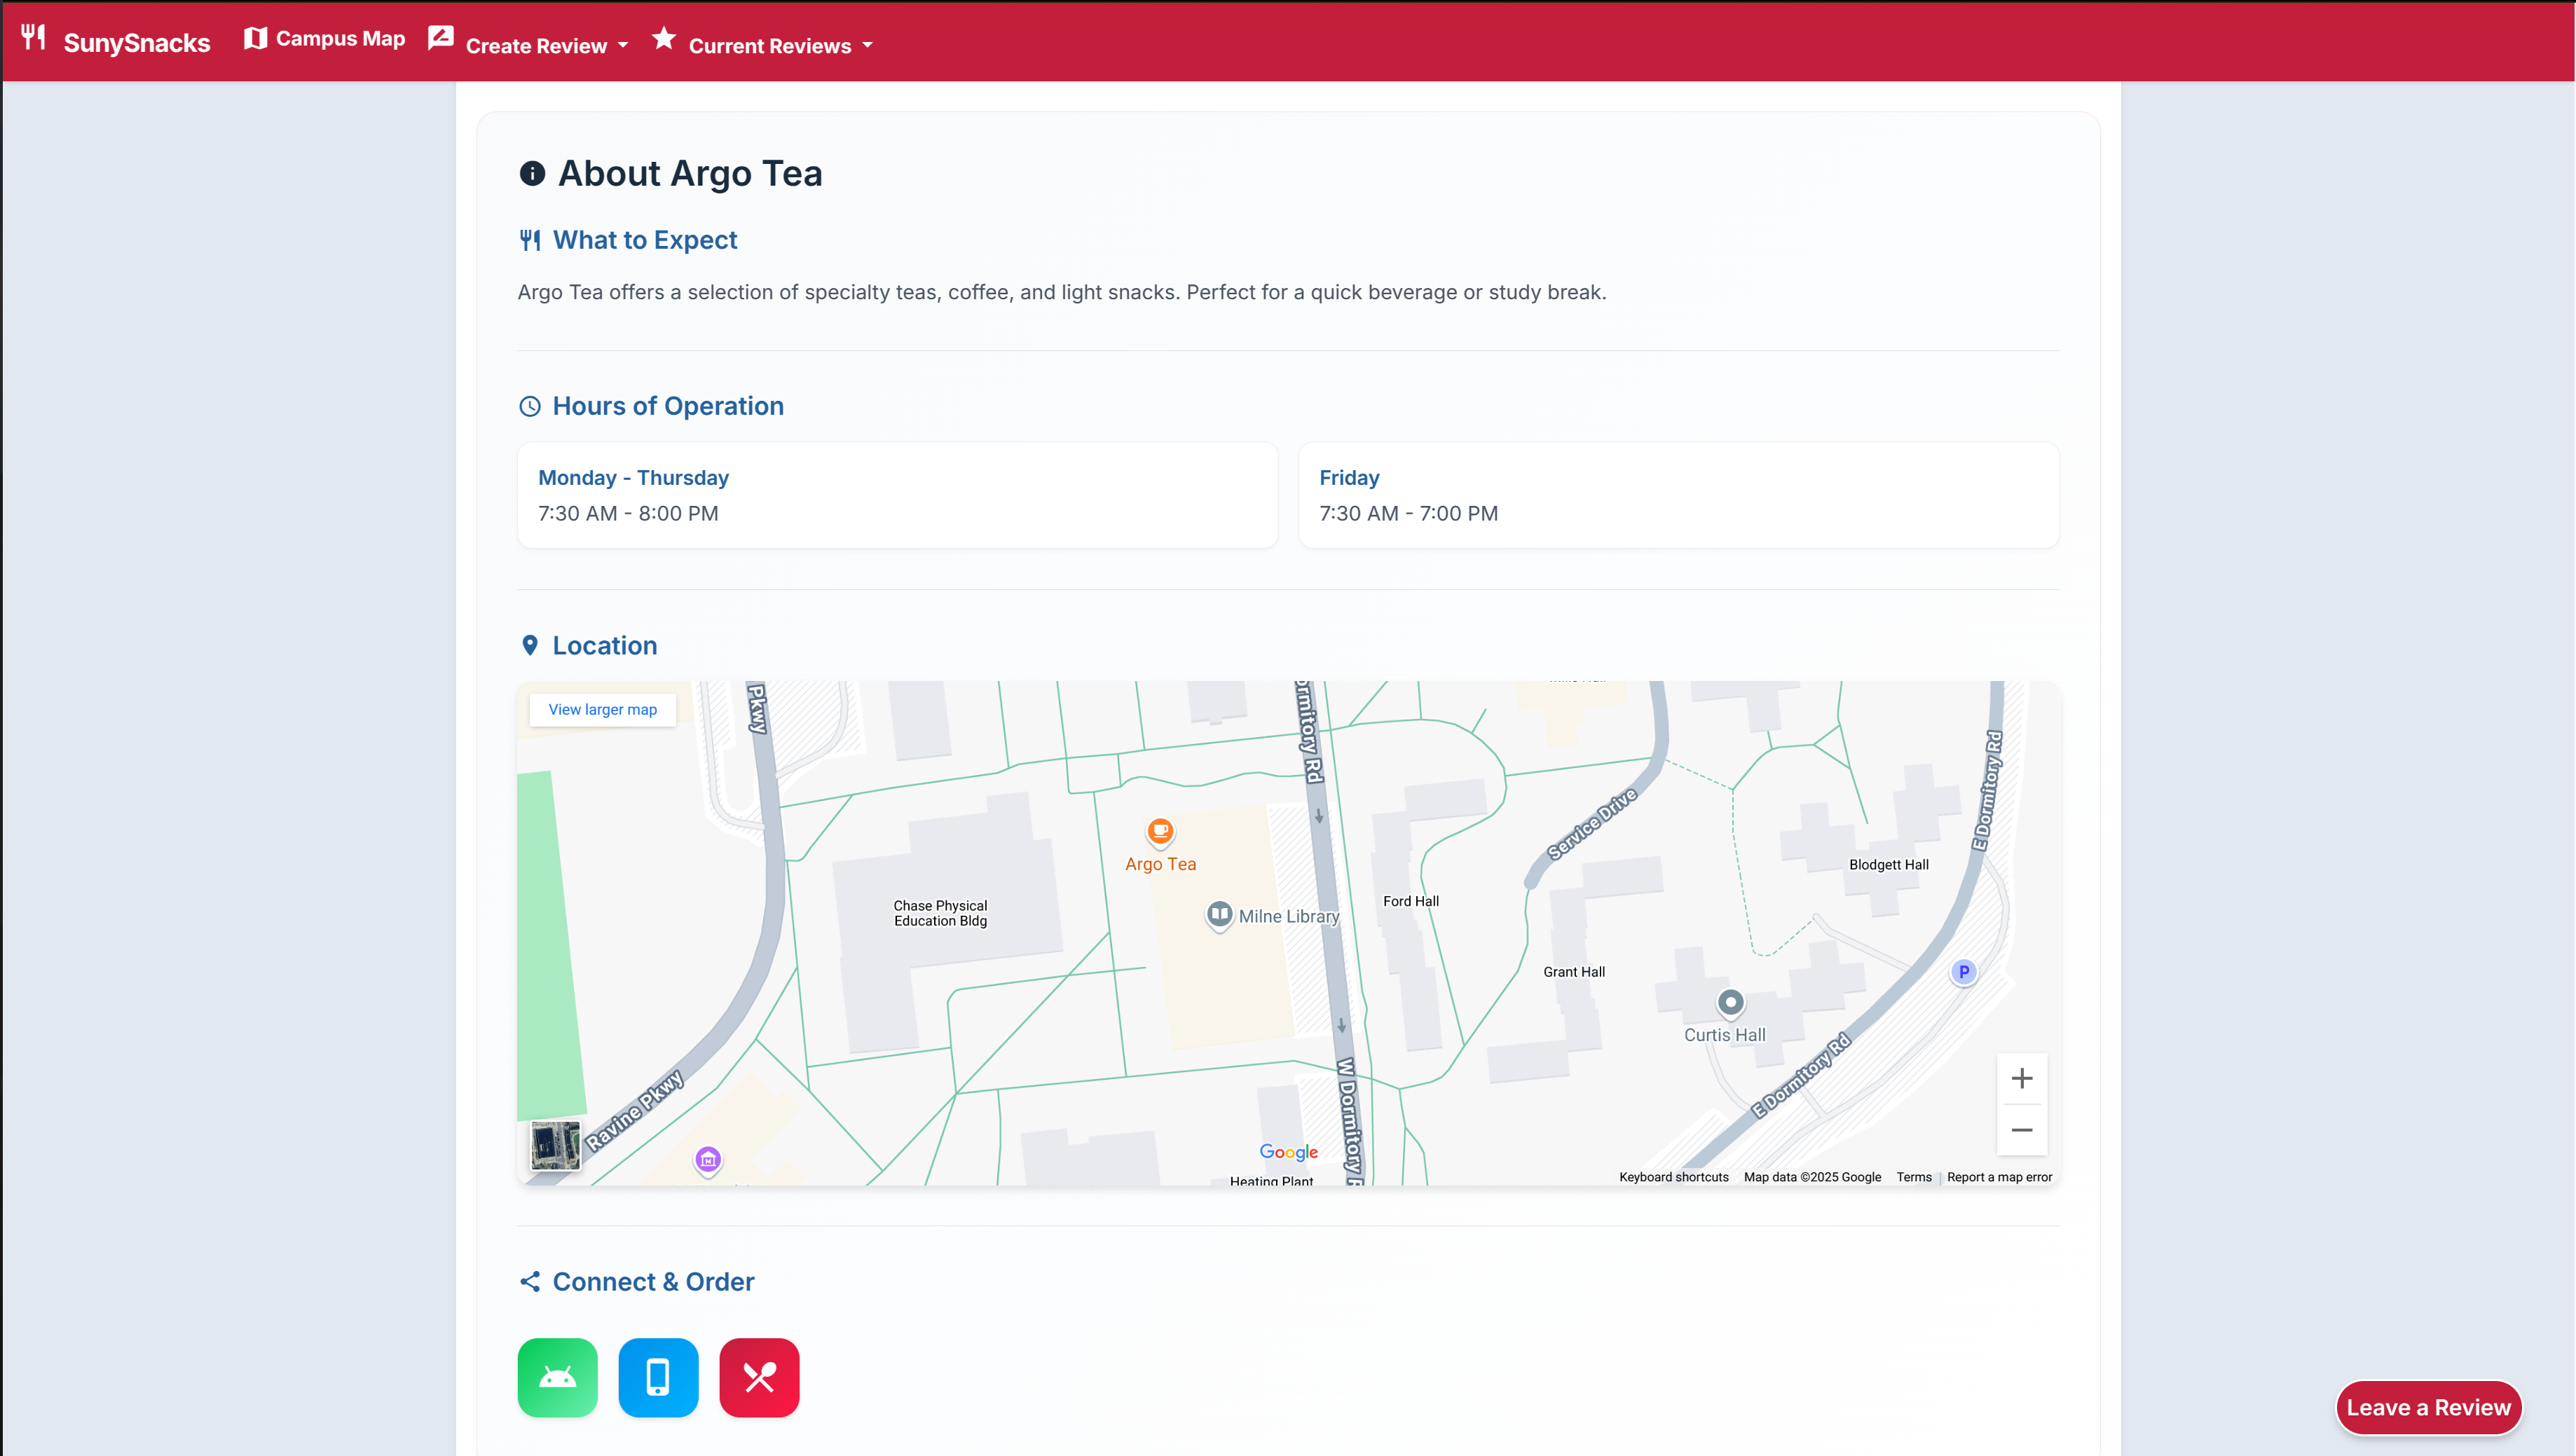 SunySnacks
Campus Map
Create Review
Current Reviews
About Argo Tea
What to Expect
Argo Tea offers a selection of specialty teas, coffee, and light snacks. Perfect for a quick beverage or study break.
Hours of Operation
Monday - Thursday
7:30 AM - 8:00 PM
Friday
7:30 AM - 7:00 PM
Location
View larger map
Pkwy
ormitory Rd
Service Drive
E Dormitory Rd
Argo Tea
Blodgett Hall
Chase Physical
Education Bldg
Milne Library
Ford Hall
Grant Hall
P
Curtis Hall
E Dormitory Rd
Ravine Pkwy
W Dormitory
Google
Heating Plant
Keyboard shortcuts
Map data ©2025 Google
Terms
Report a map error
Connect & Order
Leave a Review